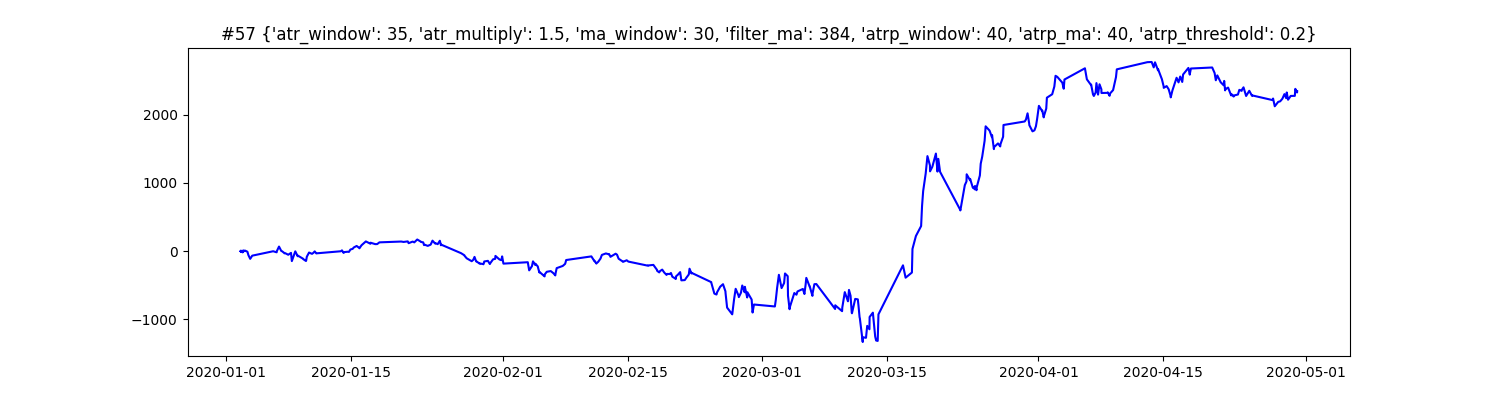 #57 {'atr_window': 35, 'atr_multiply': 1.5, 'ma_window': 30, 'filter_ma': 384, 'atrp_window': 40, 'atrp_ma': 40, 'atrp_threshold': 0.2}
2000
1000
0
−1000
2020-01-01 2020-01-15 2020-02-01 2020-02-15 2020-03-01 2020-03-15 2020-04-01 2020-04-15 2020-05-01